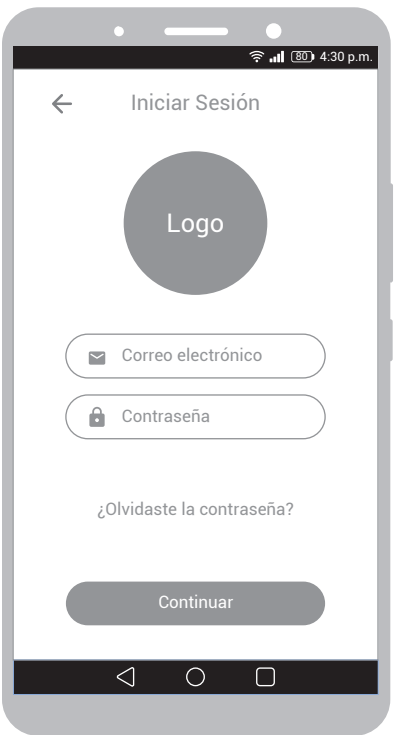 80 4:30 p.m.
Iniciar Sesión
Logo
Correo electrónico
Contraseña
¿Olvidaste la contraseña?
Continuar